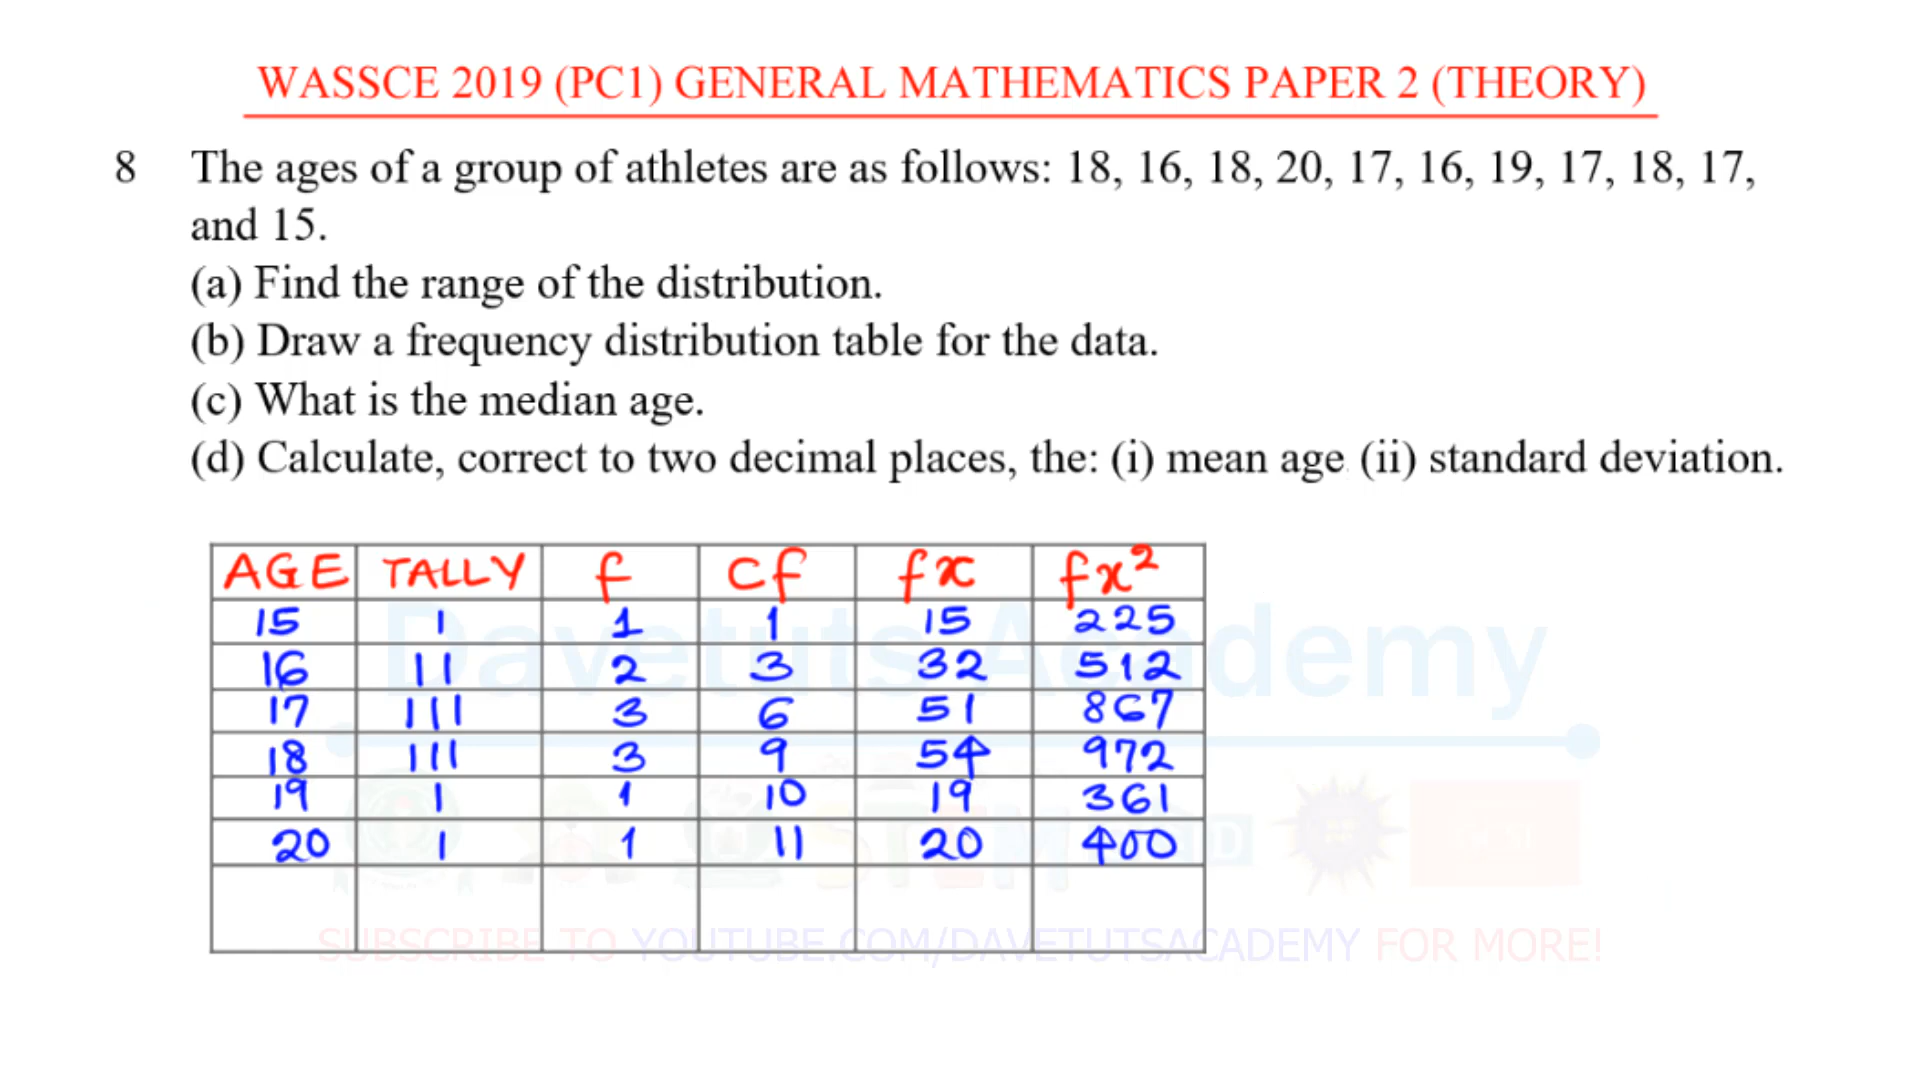 WASSCE 2019 (PC1) GENERAL MATHEMATICS PAPER 2 (THEORY)
8 The ages of a group of athletes are as follows: 18, 16, 18, 20, 17, 16, 19, 17, 18, 17,
and 15.
(a) Find the range of the distribution.
(b) Draw a frequency distribution table for the data.
(c) What is the median age.
(d) Calculate, correct to two decimal places, the: (i) mean age (ii) standard deviation.
AGE TALLY f cf fx fx²
15 I 1 1 15 225
16 II 2 3 32 512
17 III 3 6 51 867
18 III 3 9 54 972
19 I 1 10 19 361
20 I 1 11 20 400
Davetuts Academy
SUBSCRIBE TO YOUTUBE.COM/DAVETUTSACADEMY FOR MORE!